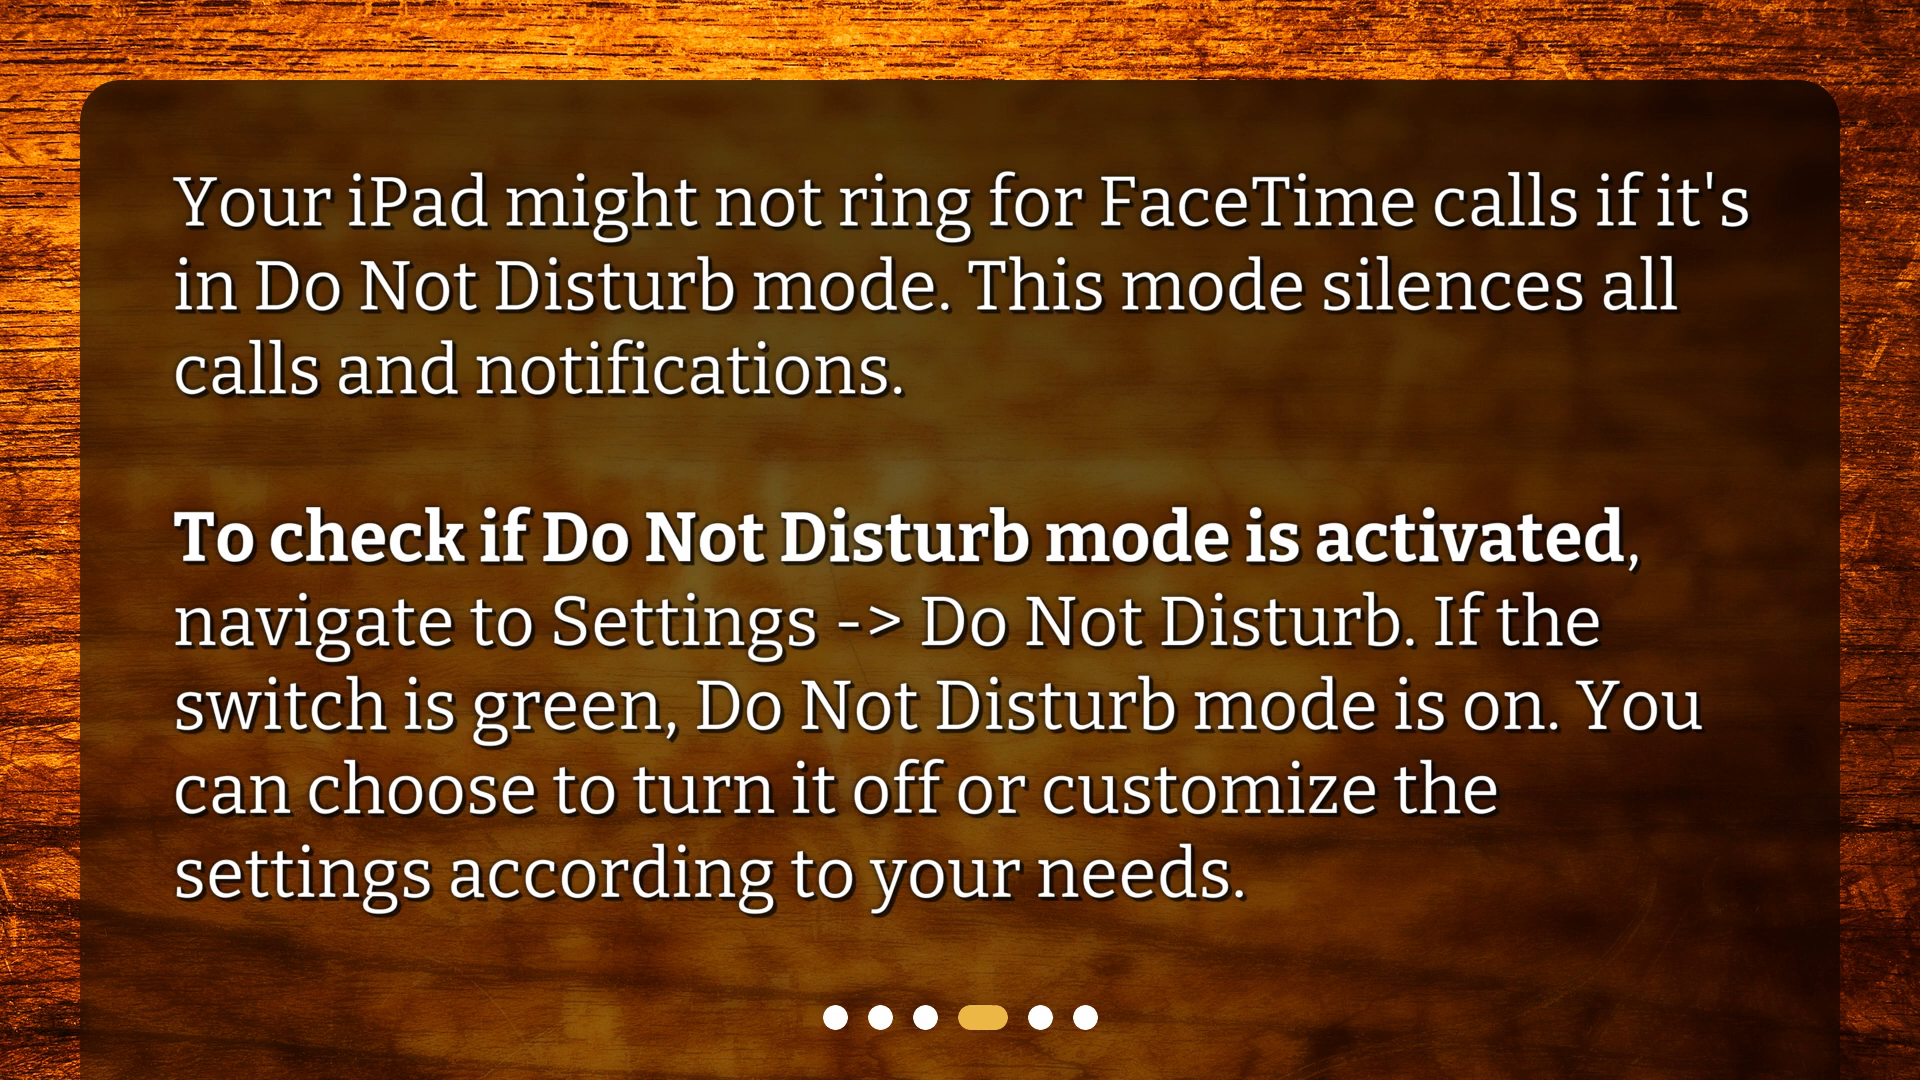 Your iPad might not ring for FaceTime calls if it's
in Do Not Disturb mode. This mode silences all
calls and notifications.
To check if Do Not Disturb mode is activated,
navigate to Settings -> Do Not Disturb. If the
switch is green, Do Not Disturb mode is on. You
can choose to turn it off or customize the
settings according to your needs.